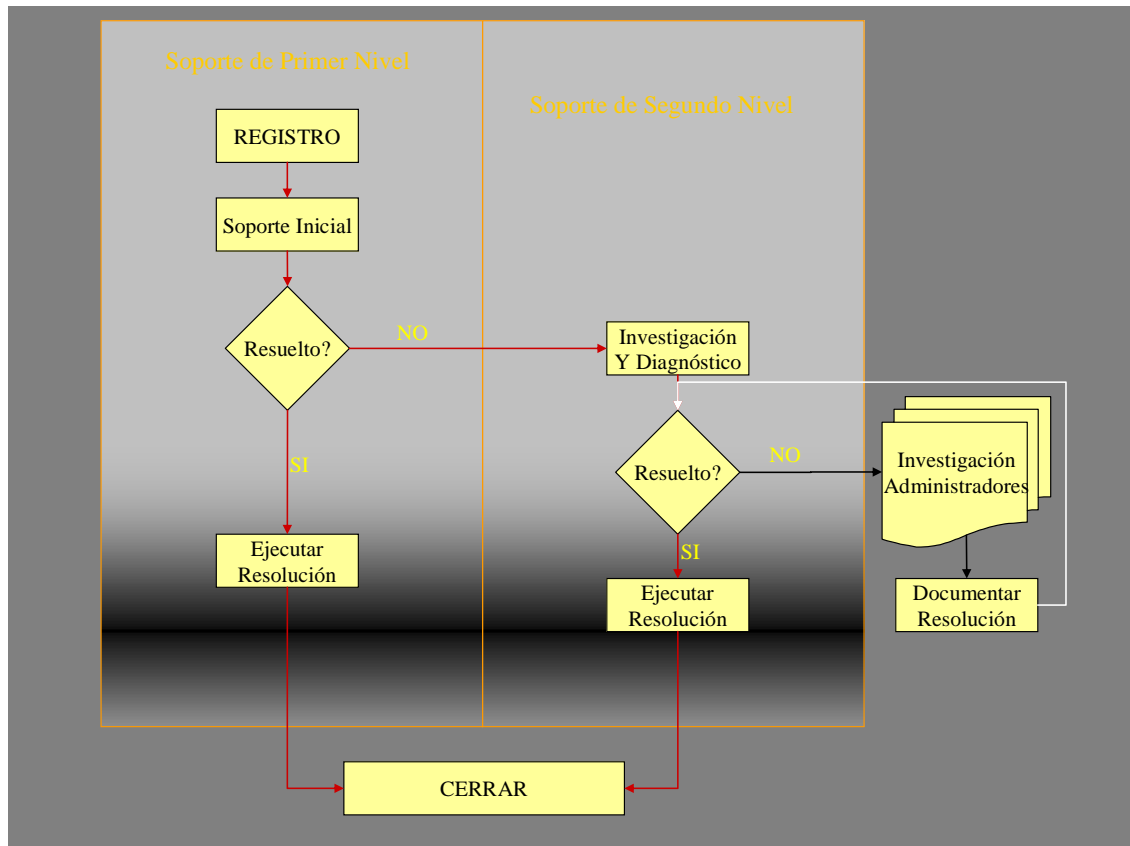 Soporte de Primer Nivel
Soporte de Segundo Nivel
REGISTRO
Soporte Inicial
Resuelto?
NO
Investigación
Y Diagnóstico
SI
Resuelto?
NO
Investigación
Administradores
Ejecutar
Resolución
SI
Ejecutar
Resolución
Documentar
Resolución
CERRAR